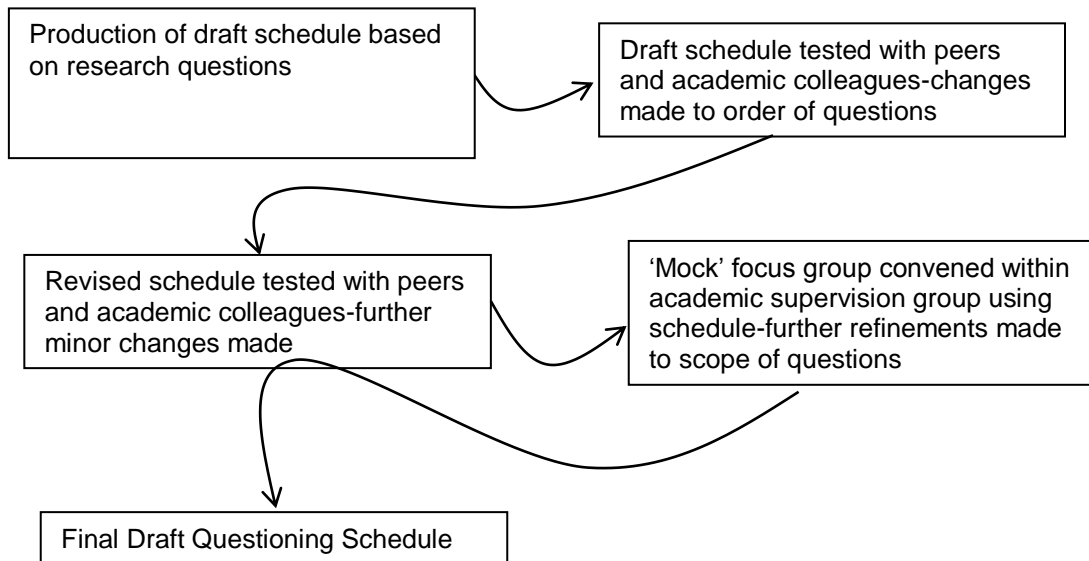 Production of draft schedule based
on research questions
Draft schedule tested with peers
and academic colleagues-changes
made to order of questions
Revised schedule tested with peers
and academic colleagues-further
minor changes made
‘Mock’ focus group convened within
academic supervision group using
schedule-further refinements made
to scope of questions
Final Draft Questioning Schedule